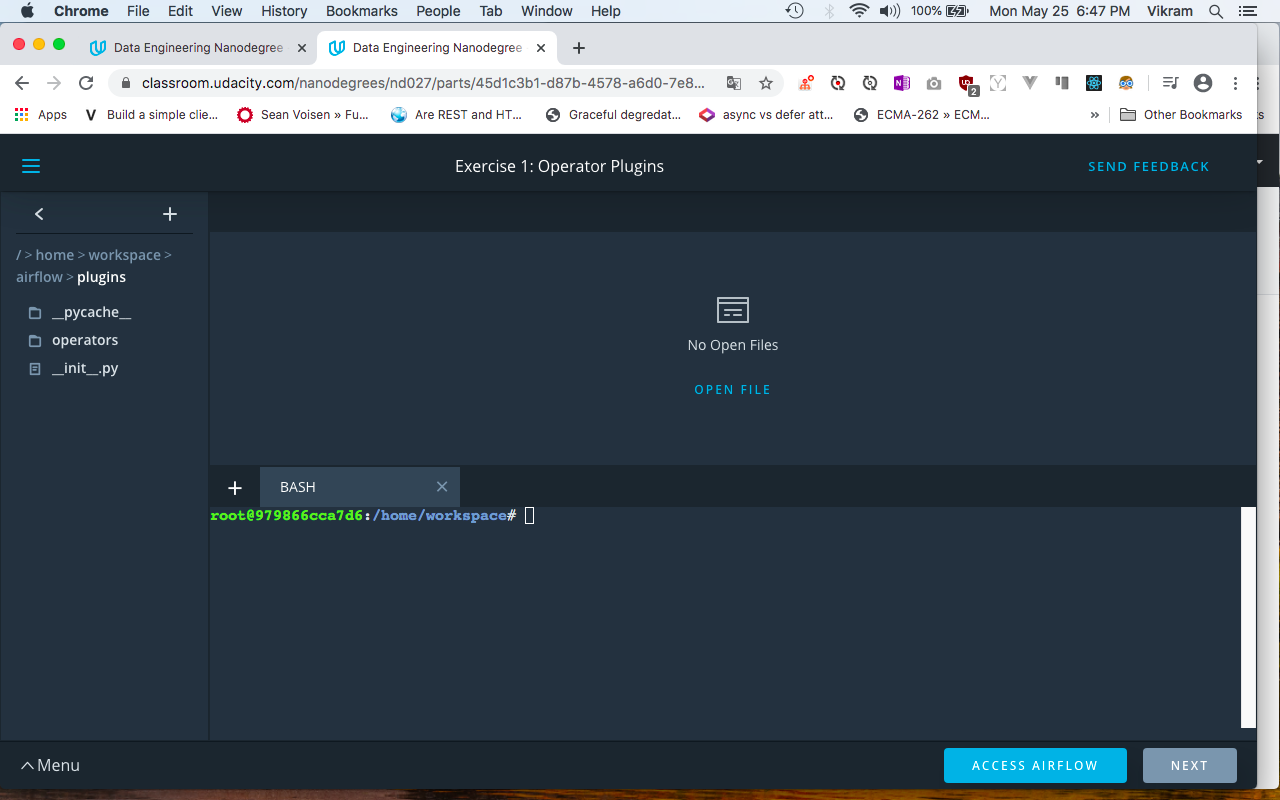 Chrome File Edit View History Bookmarks People Tab Window Help 100% Mon May 25 6:47 PM Vikram
Data Engineering Nanodegree Data Engineering Nanodegree
classroom.udacity.com/nanodegrees/nd027/parts/45d1c3b1-d87b-4578-a6d0-7e8... 2
Apps Build a simple clie... Sean Voisen » Fu... Are REST and HT... Graceful degredat... async vs defer att... ECMA-262 » ECM... » Other Bookmarks
Exercise 1: Operator Plugins SEND FEEDBACK
/ > home > workspace >
airflow > plugins
__pycache__
operators
__init__.py
No Open Files
OPEN FILE
BASH
root@979866cca7d6:/home/workspace#
Menu ACCESS AIRFLOW NEXT